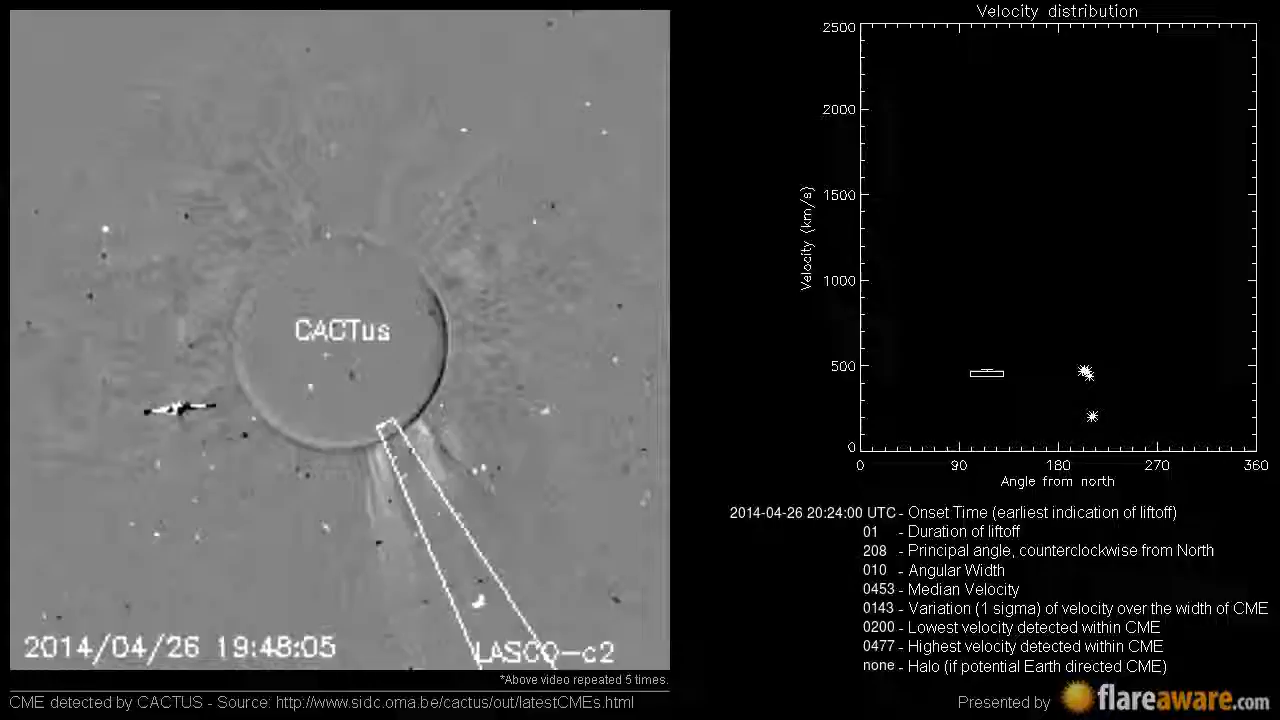 CACTus
2014/04/26 19:48:05
LASCO-c2
*Above video repeated 5 times.
CME detected by CACTUS - Source: http://www.sidc.oma.be/cactus/out/latestCMEs.html
Velocity distribution
Velocity (km/s)
2500
2000
1500
1000
500
0
0 90 180 270 360
Angle from north
2014-04-26 20:24:00 UTC - Onset Time (earliest indication of liftoff)
01 - Duration of liftoff
208 - Principal angle, counterclockwise from North
010 - Angular Width
0453 - Median Velocity
0143 - Variation (1 sigma) of velocity over the width of CME
0200 - Lowest velocity detected within CME
0477 - Highest velocity detected within CME
none - Halo (if potential Earth directed CME)
Presented by flareaware.com